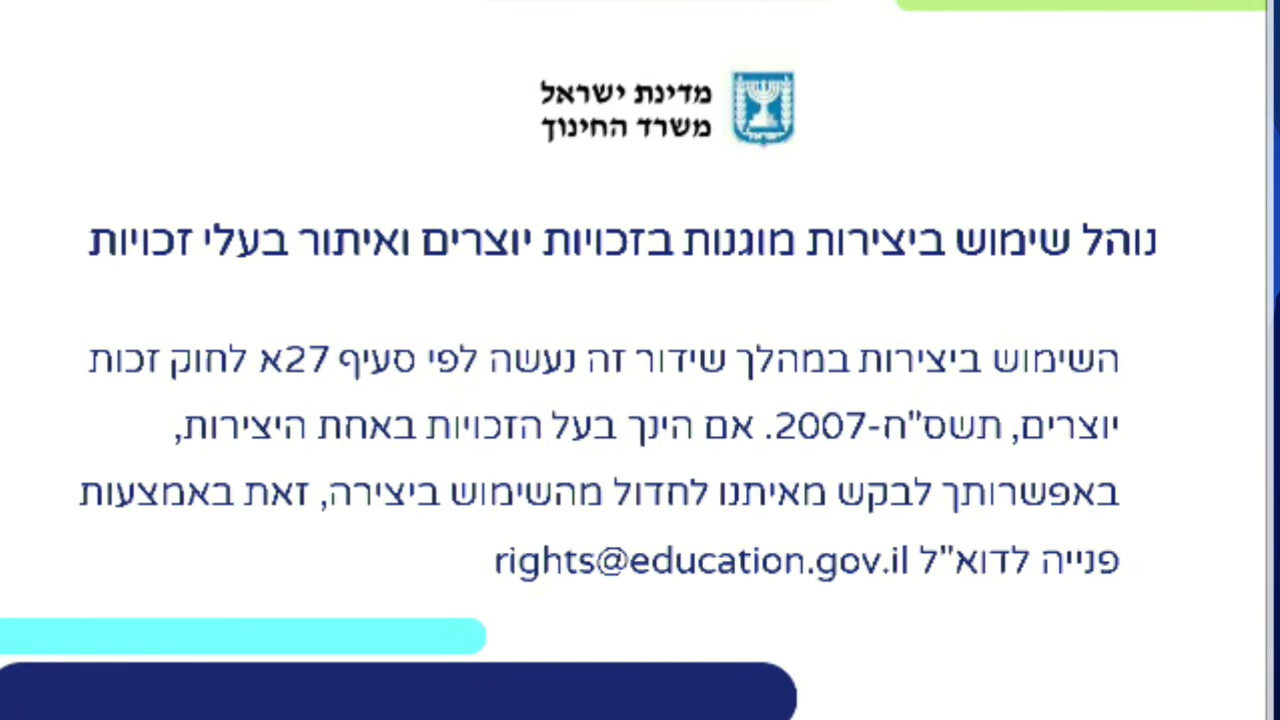 מדינת ישראל
משרד החינוך
נוהל שימוש ביצירות מוגנות בזכויות יוצרים ואיתור בעלי זכויות
השימוש ביצירות במהלך שידור זה נעשה לפי סעיף 27א לחוק זכות
יוצרים, תשס"ח-2007. אם הינך בעל הזכויות באחת היצירות,
באפשרותך לבקש מאיתנו לחדול מהשימוש ביצירה, זאת באמצעות
פנייה לדוא"ל rights@education.gov.il